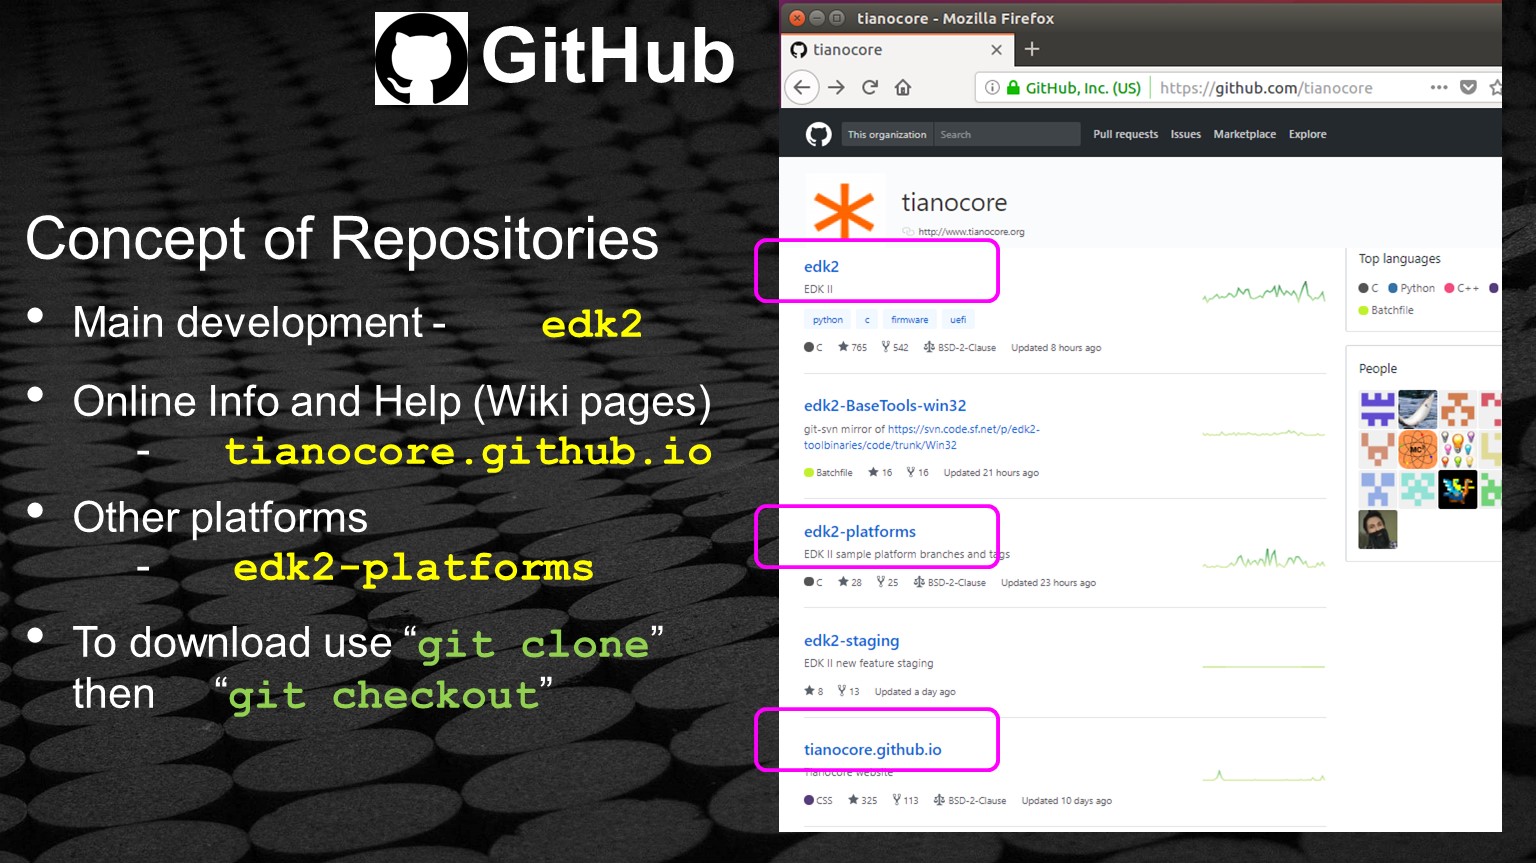 GitHub
Concept of Repositories
• Main development - edk2
• Online Info and Help (Wiki pages)
- tianocore.github.io
• Other platforms
- edk2-platforms
• To download use “git clone”
then “git checkout”
tianocore - Mozilla Firefox
tianocore
GitHub, Inc. (US) https://github.com/tianocore
This organization Search Pull requests Issues Marketplace Explore
tianocore
http://www.tianocore.org
edk2
EDK II
python c firmware uefi
C 765 542 BSD-2-Clause Updated 8 hours ago
edk2-BaseTools-win32
git-svn mirror of https://svn.code.sf.net/p/edk2-
toolbinaries/code/trunk/Win32
Batchfile 16 16 Updated 21 hours ago
edk2-platforms
EDK II sample platform branches and tags
C 28 25 BSD-2-Clause Updated 23 hours ago
edk2-staging
EDK II new feature staging
8 13 Updated a day ago
tianocore.github.io
Tianocore website
CSS 325 113 BSD-2-Clause Updated 10 days ago
Top languages
C Python C++
Batchfile
People
MC²